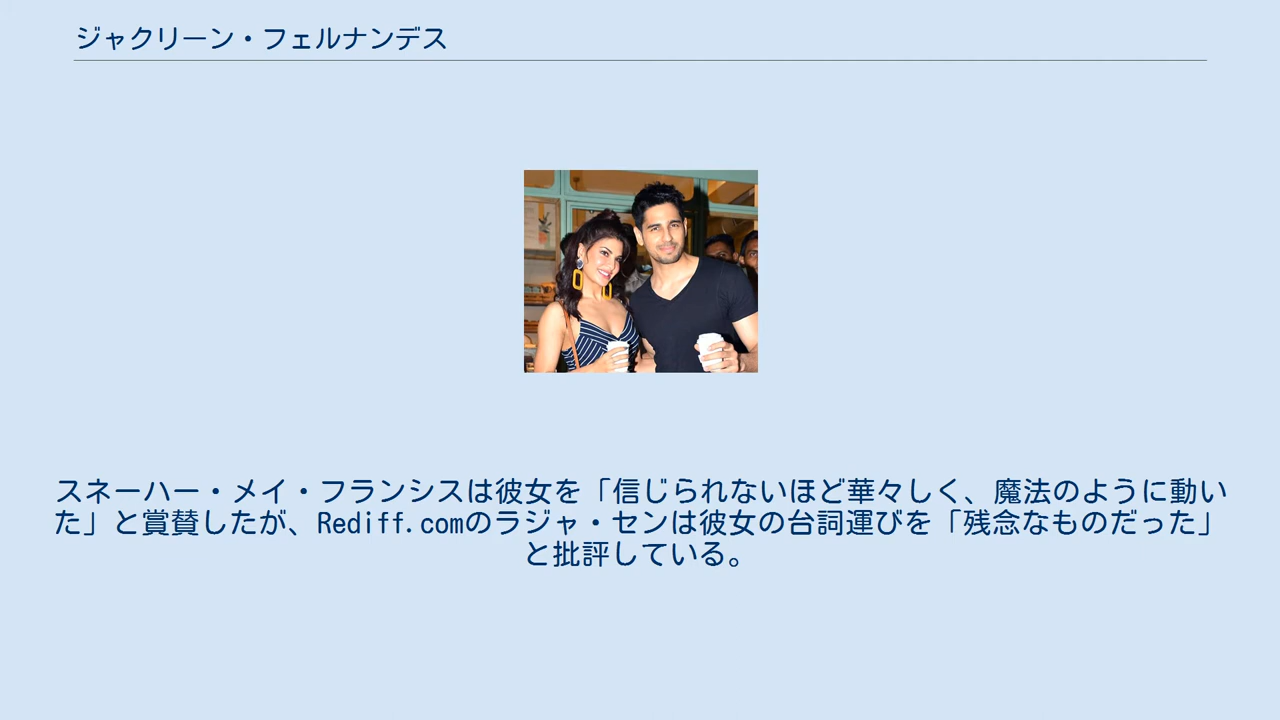 ジャクリーン・フェルナンデス
スネーハー・メイ・フランシスは彼女を「信じられないほど華々しく、魔法のように動い
た」と賞賛したが、Rediff.comのラジャ・センは彼女の台詞運びを「残念なものだった」
と批評している。